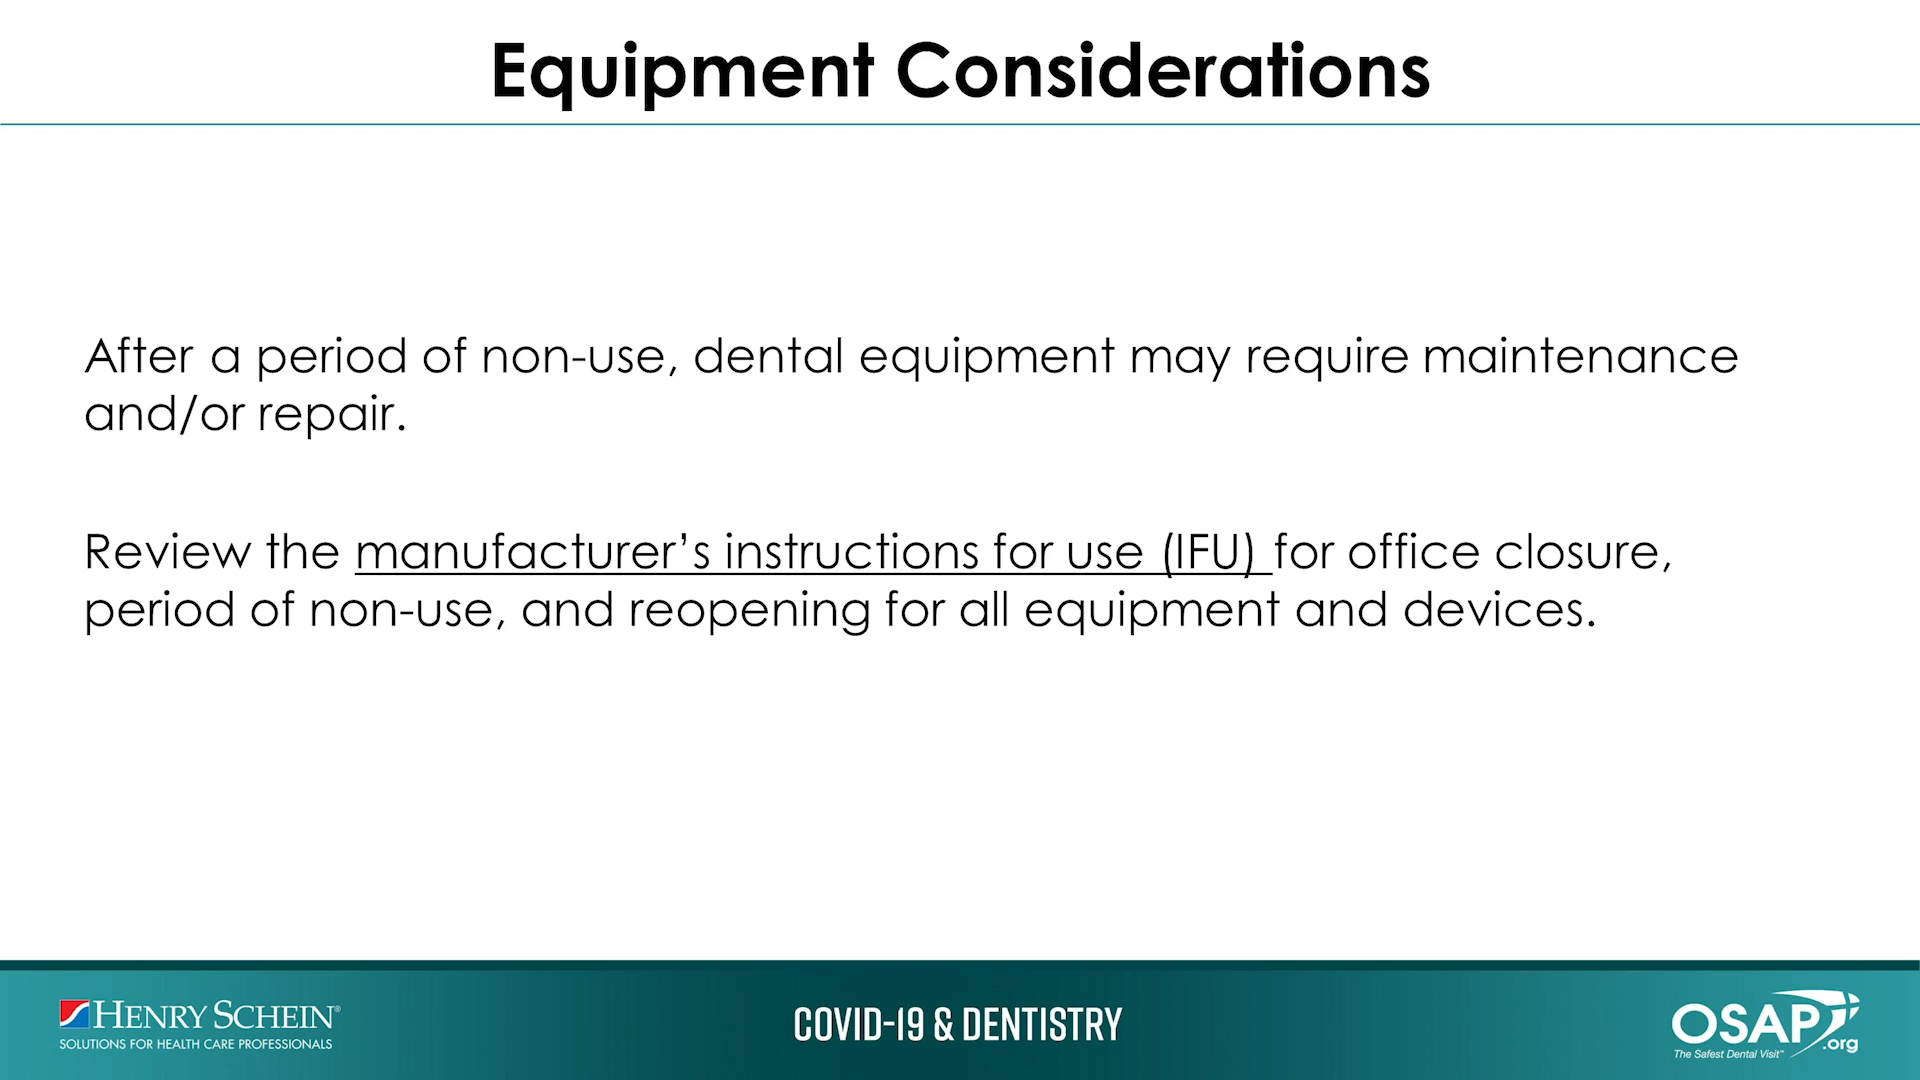 Equipment Considerations
After a period of non-use, dental equipment may require maintenance
and/or repair.
Review the manufacturer’s instructions for use (IFU) for office closure,
period of non-use, and reopening for all equipment and devices.
HENRY SCHEIN®
SOLUTIONS FOR HEALTH CARE PROFESSIONALS
COVID-19 & DENTISTRY
OSAP
.org
The Safest Dental Visit™